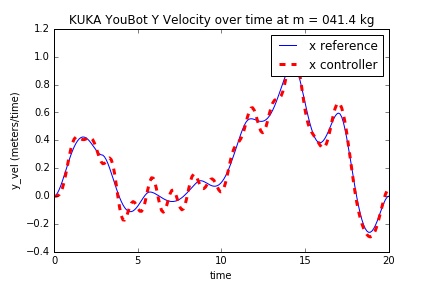 KUKA YouBot Y Velocity over time at m = 041.4 kg
1.2
1.0
0.8
0.6
0.4
0.2
0.0
−0.2
−0.4
y_vel (meters/time)
x reference
x controller
0 5 10 15 20
time